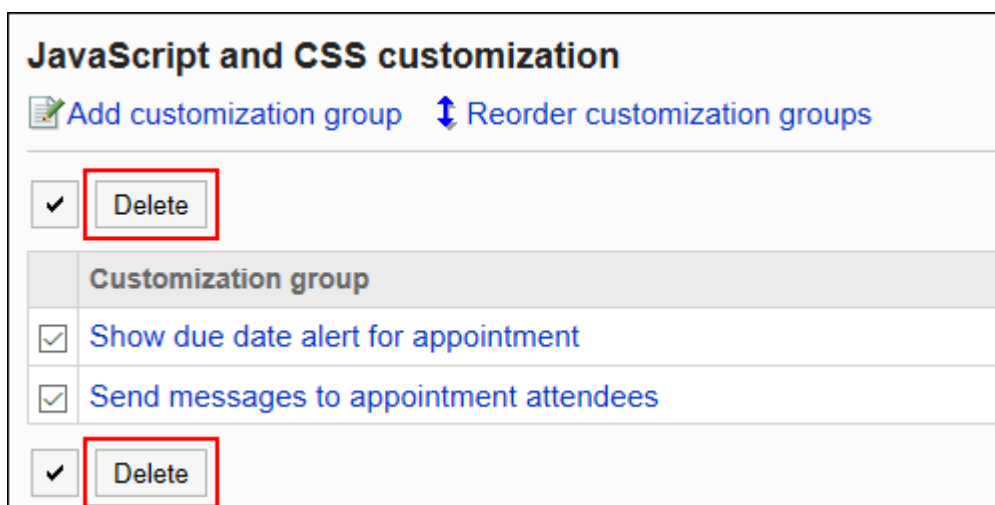 JavaScript and CSS customization
Add customization group Reorder customization groups
Delete
Customization group
Show due date alert for appointment
Send messages to appointment attendees
Delete